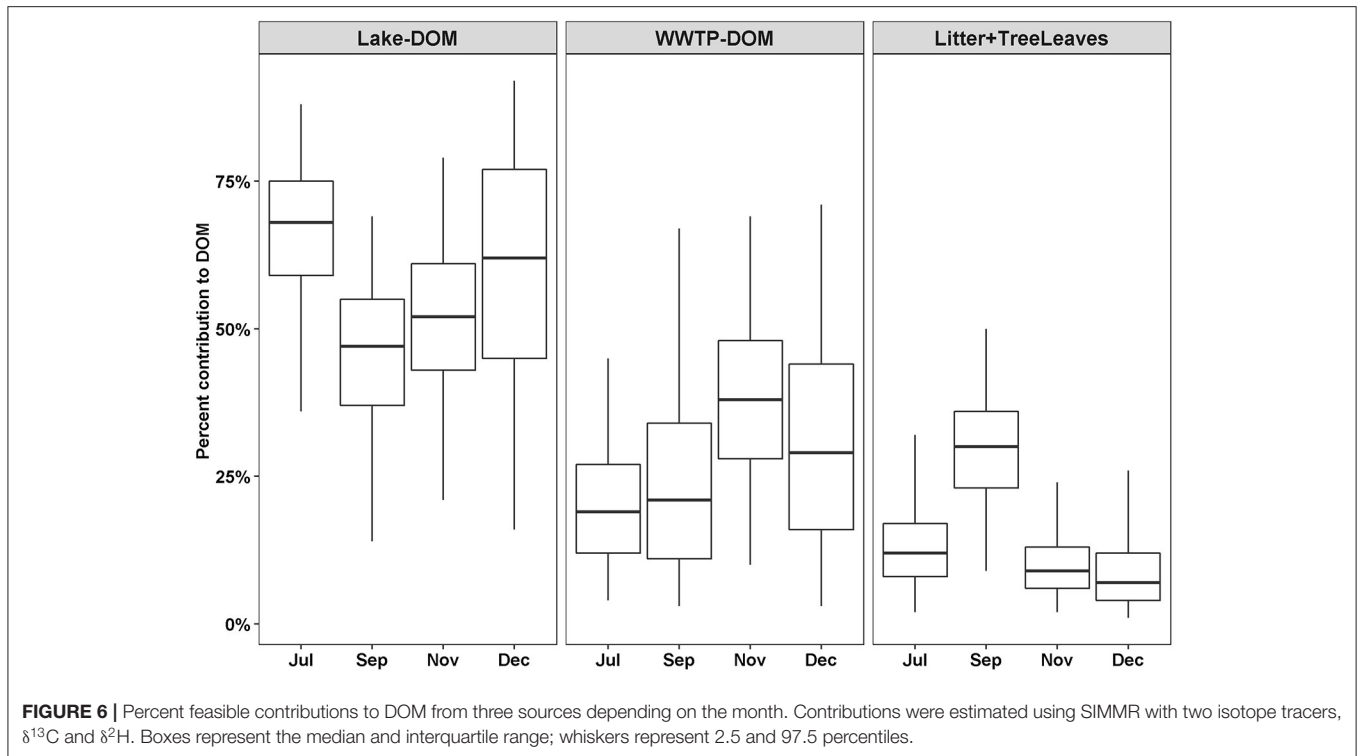 Lake-DOM WWTP-DOM Litter+TreeLeaves
Percent contribution to DOM
75%
50%
25%
0%
Jul Sep Nov Dec Jul Sep Nov Dec Jul Sep Nov Dec
FIGURE 6 | Percent feasible contributions to DOM from three sources depending on the month. Contributions were estimated using SIMMR with two isotope tracers,
δ¹³C and δ²H. Boxes represent the median and interquartile range; whiskers represent 2.5 and 97.5 percentiles.